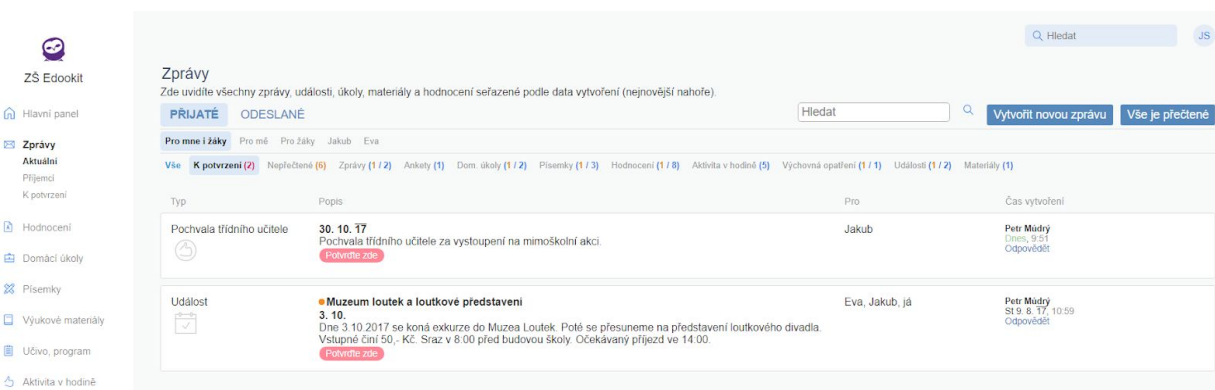 Hledat
JS
ZŠ Edookit
Hlavní panel
Zprávy
Aktuální
Příjemci
K potvrzení
Hodnocení
Domácí úkoly
Písemky
Výukové materiály
Učivo, program
Aktivita v hodině
Zprávy
Zde uvidíte všechny zprávy, události, úkoly, materiály a hodnocení seřazené podle data vytvoření (nejnovější nahoře).
PŘIJATÉ ODESLANÉ
Hledat
Vytvořit novou zprávu Vše je přečtené
Pro mne i žáky Pro mě Pro žáky Jakub Eva
Vše K potvrzení (2) Nepřečtené (6) Zprávy (1 / 2) Ankety (1) Dom. úkoly (1 / 2) Písemky (1 / 3) Hodnocení (1 / 8) Aktivita v hodině (5) Výchovná opatření (1 / 1) Události (1 / 2) Materiály (1)
Typ Popis Pro Čas vytvoření
Pochvala třídního učitele
30. 10. 17
Pochvala třídního učitele za vystoupení na mimoškolní akci.
Potvrďte zde
Jakub
Petr Múdrý
Dnes, 9:51
Odpovědět
Událost
Muzeum loutek a loutkové představení
3. 10.
Dne 3.10.2017 se koná exkurze do Muzea Loutek. Poté se přesuneme na představení loutkového divadla.
Vstupné činí 50,- Kč. Sraz v 8:00 před budovou školy. Očekávaný příjezd ve 14:00.
Potvrďte zde
Eva, Jakub, já
Petr Múdrý
St 9. 8. 17, 10:59
Odpovědět